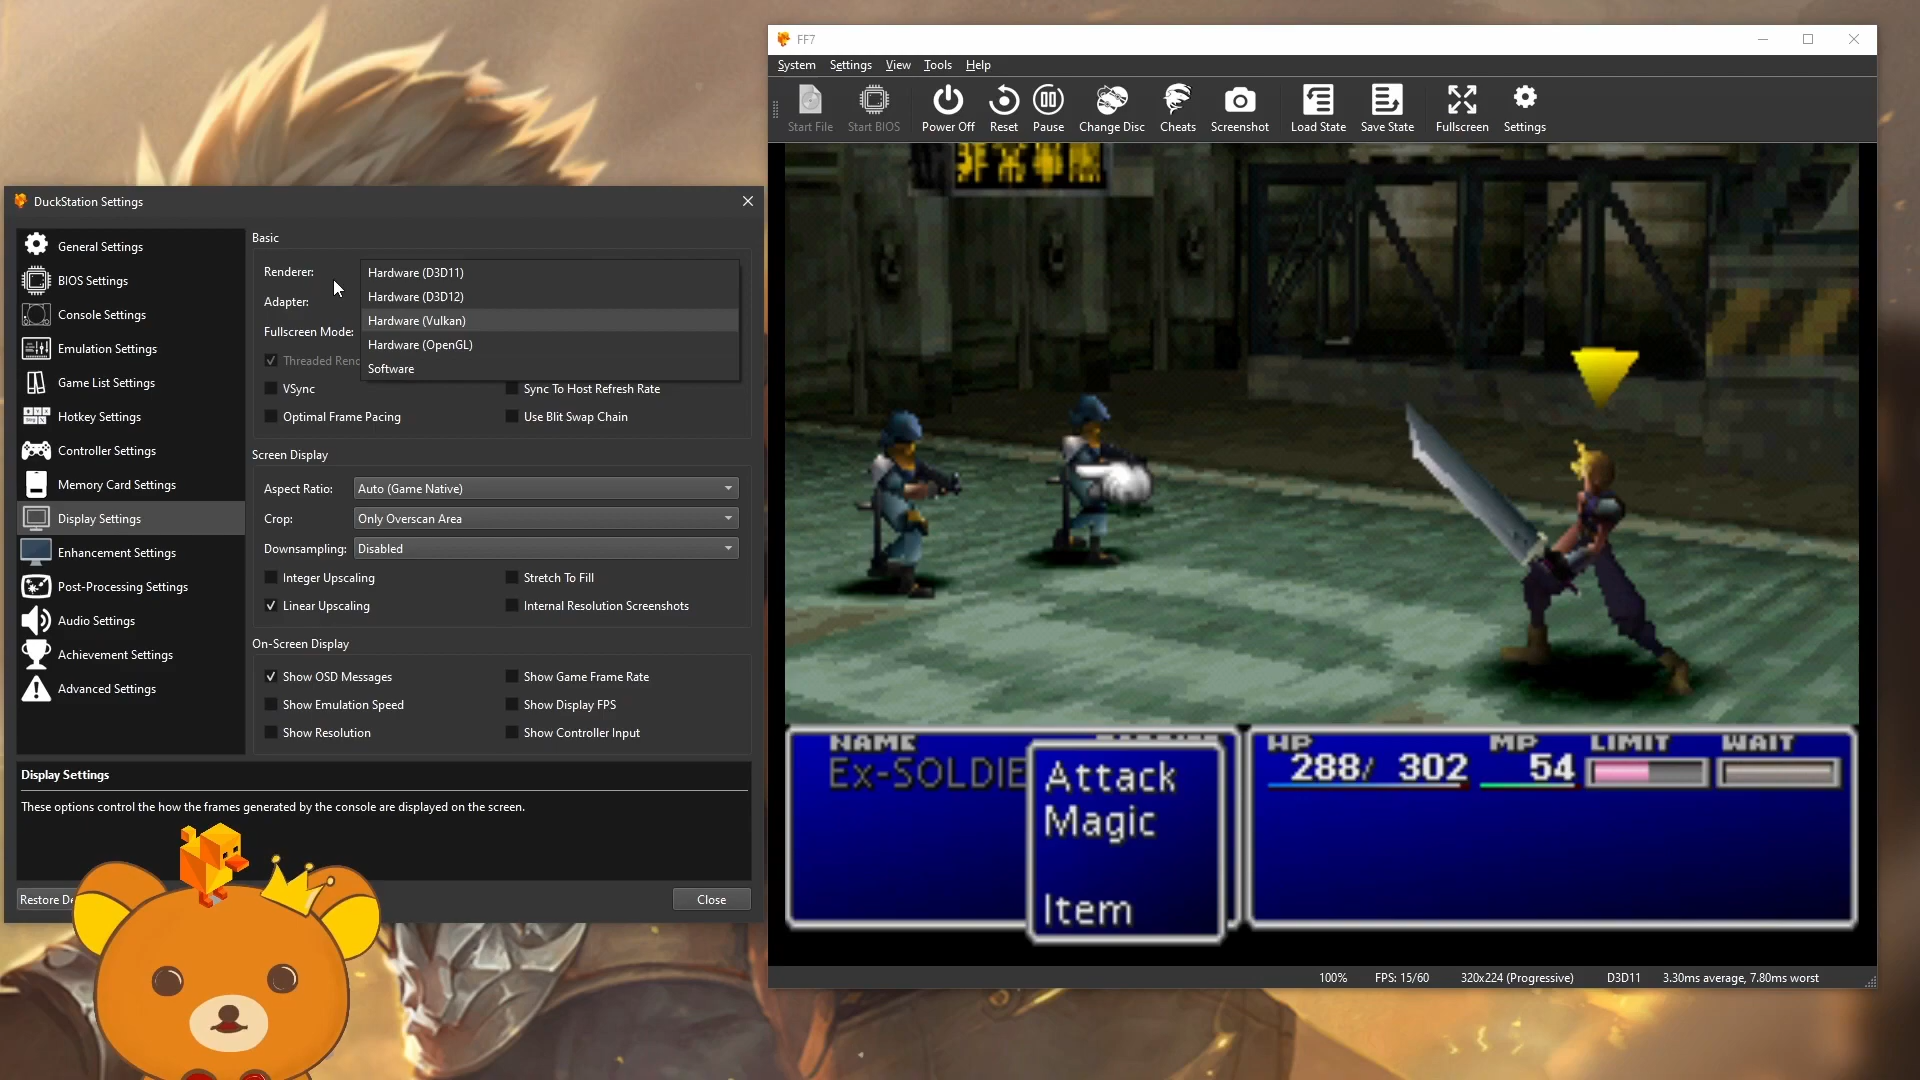 DuckStation Settings
General Settings
BIOS Settings
Console Settings
Emulation Settings
Game List Settings
Hotkey Settings
Controller Settings
Memory Card Settings
Display Settings
Enhancement Settings
Post-Processing Settings
Audio Settings
Achievement Settings
Advanced Settings
Basic
Renderer:
Hardware (D3D11)
Hardware (D3D12)
Hardware (Vulkan)
Hardware (OpenGL)
Software
Adapter:
Fullscreen Mode:
Threaded Rend
VSync
Sync To Host Refresh Rate
Optimal Frame Pacing
Use Blit Swap Chain
Screen Display
Aspect Ratio: Auto (Game Native)
Crop: Only Overscan Area
Downsampling: Disabled
Integer Upscaling
Stretch To Fill
Linear Upscaling
Internal Resolution Screenshots
On-Screen Display
Show OSD Messages
Show Game Frame Rate
Show Emulation Speed
Show Display FPS
Show Resolution
Show Controller Input
Display Settings
These options control the how the frames generated by the console are displayed on the screen.
Restore De
Close
FF7
System Settings View Tools Help
Start File Start BIOS Power Off Reset Pause Change Disc Cheats Screenshot Load State Save State Fullscreen Settings
NAME
Ex-SOLDIE
Attack
Magic
Item
HP MP LIMIT WAIT
288/ 302 54
100% FPS: 15/60 320x224 (Progressive) D3D11 3.30ms average, 7.80ms worst